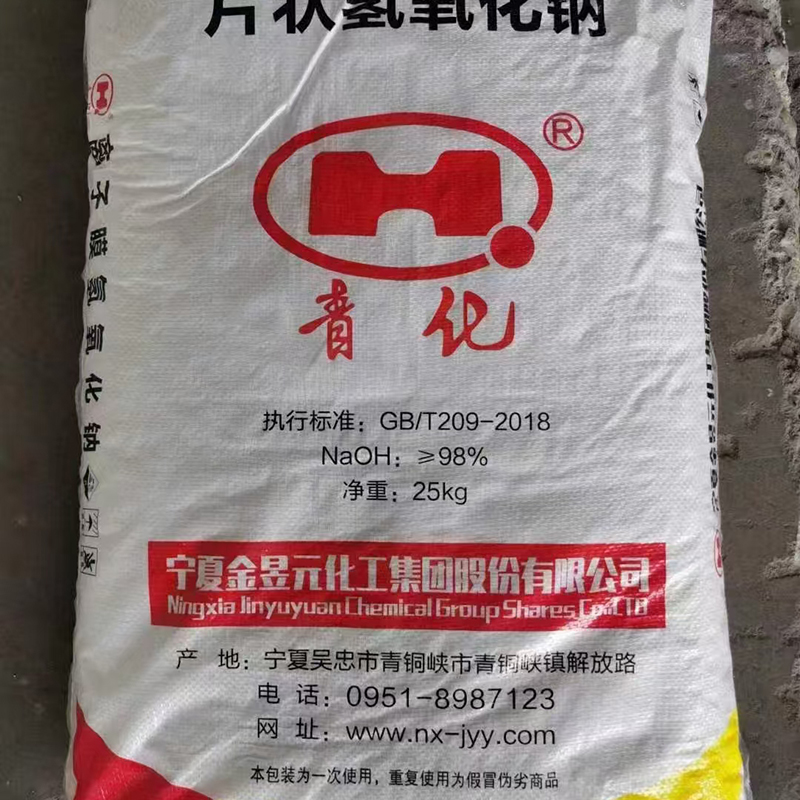 片状氢氧化钠
®
青化
离子膜氢氧化钠
执行标准：GB/T209-2018
NaOH：≥98%
净重：25kg
宁夏金昱元化工集团股份有限公司
Ningxia Jinyuyuan Chemical Group Shares Co.,LTD
产 地：宁夏吴忠市青铜峡市青铜峡镇解放路
电 话：0951-8987123
网 址：www.nx-jyy.com
本包装为一次使用，重复使用为假冒伪劣商品